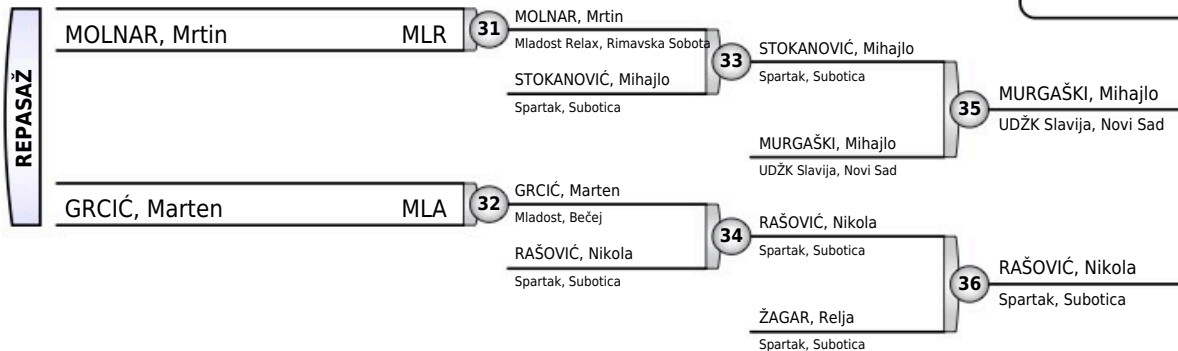 REPASAŽ
MOLNAR, Mrtin MLR
31
MOLNAR, Mrtin
Mladost Relax, Rimavska Sobota
STOKANOVIĆ, Mihajlo
Spartak, Subotica
33
STOKANOVIĆ, Mihajlo
Spartak, Subotica
MURGAŠKI, Mihajlo
UDŽK Slavija, Novi Sad
35
MURGAŠKI, Mihajlo
UDŽK Slavija, Novi Sad
GRCIĆ, Marten MLA
32
GRCIĆ, Marten
Mladost, Bečej
RAŠOVIĆ, Nikola
Spartak, Subotica
34
RAŠOVIĆ, Nikola
Spartak, Subotica
ŽAGAR, Relja
Spartak, Subotica
36
RAŠOVIĆ, Nikola
Spartak, Subotica